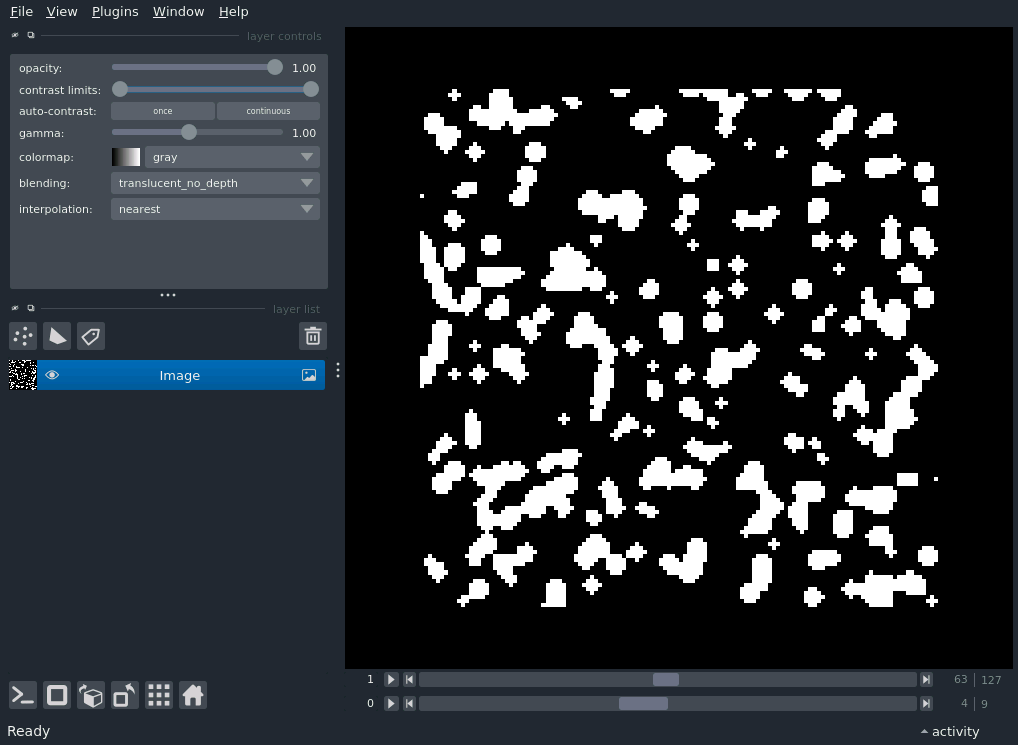 File View Plugins Window Help
layer controls
opacity: 1.00
contrast limits:
auto-contrast: once continuous
gamma: 1.00
colormap: gray
blending: translucent_no_depth
interpolation: nearest
layer list
Image
1 63 127
0 4 9
Ready activity